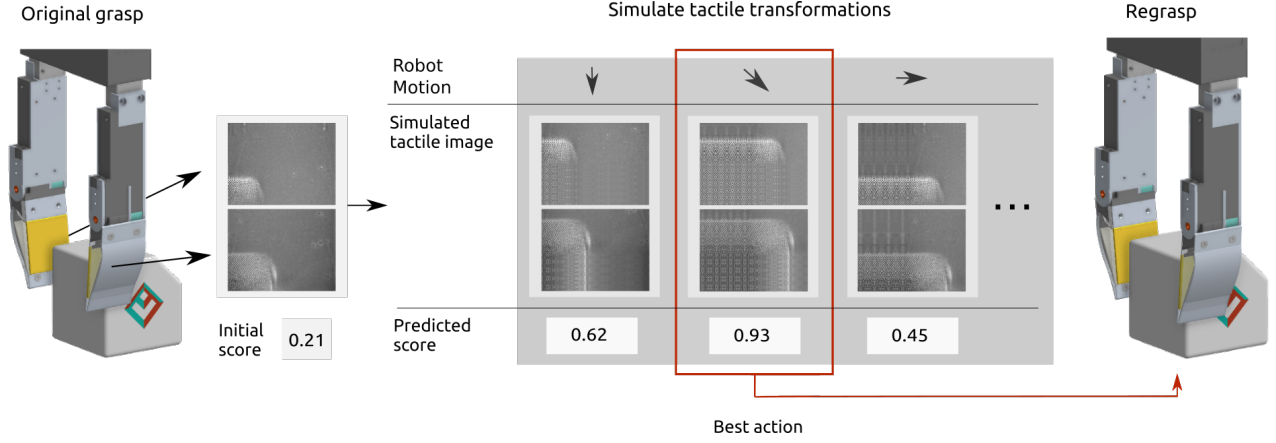 Original grasp
Simulate tactile transformations
Regrasp
Robot
Motion
Simulated
tactile image
...
Initial
score
0.21
Predicted
score
0.62
0.93
0.45
Best action